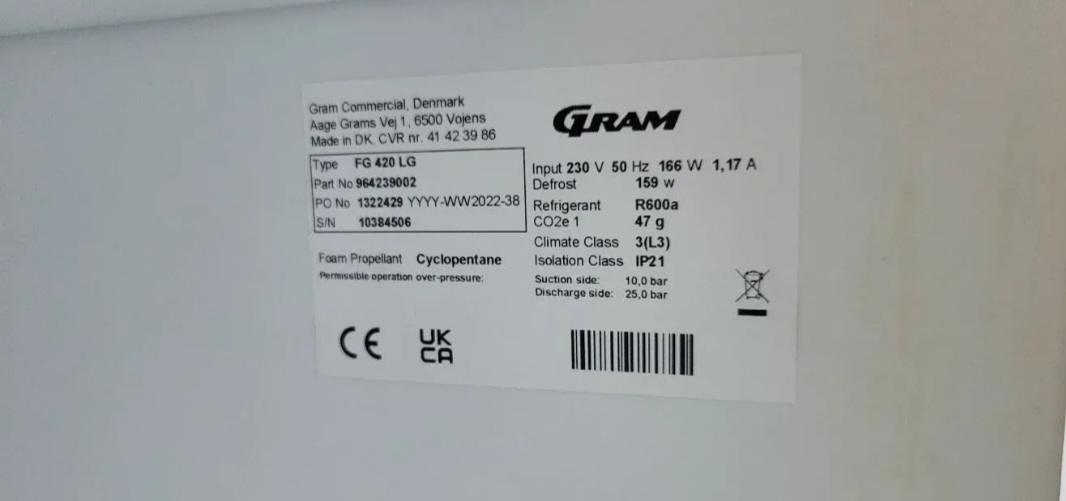 Gram Commercial, Denmark
Aage Grams Vej 1, 6500 Vojens
Made in DK. CVR nr. 41 42 39 86
GRAM
Type FG 420 LG
Part No 964239002
PO No 1322429 YYYY-WW2022-38
S/N 10384506
Input 230 V 50 Hz 166 W 1,17 A
Defrost 159 W
Refrigerant R600a
CO2e 1 47 g
Climate Class 3(L3)
Isolation Class IP21
Foam Propellant Cyclopentane
Permissible operation over-pressure:
Suction side: 10,0 bar
Discharge side: 25,0 bar
CE
UK
CA